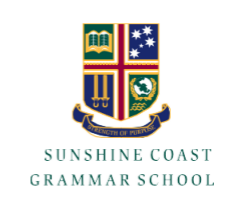 STRENGTH OF PURPOSE
SUNSHINE COAST
GRAMMAR SCHOOL